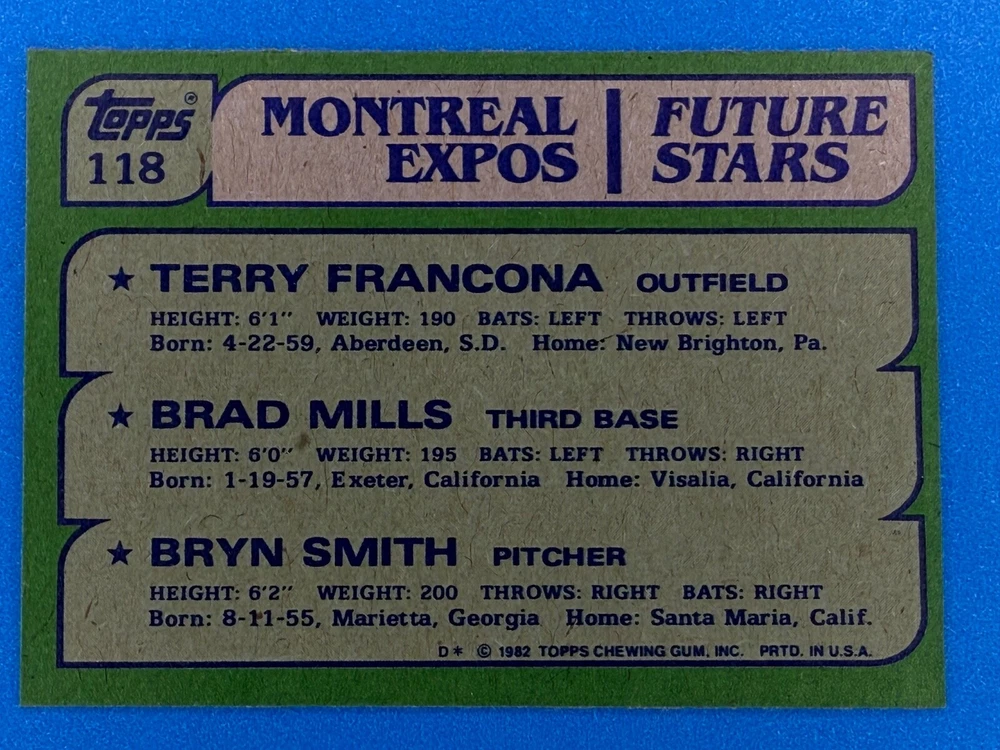 topps®
118
MONTREAL EXPOS
FUTURE STARS
★ TERRY FRANCONA OUTFIELD
HEIGHT: 6'1" WEIGHT: 190 BATS: LEFT THROWS: LEFT
Born: 4-22-59, Aberdeen, S.D. Home: New Brighton, Pa.
★ BRAD MILLS THIRD BASE
HEIGHT: 6'0" WEIGHT: 195 BATS: LEFT THROWS: RIGHT
Born: 1-19-57, Exeter, California Home: Visalia, California
★ BRYN SMITH PITCHER
HEIGHT: 6'2" WEIGHT: 200 THROWS: RIGHT BATS: RIGHT
Born: 8-11-55, Marietta, Georgia Home: Santa Maria, Calif.
D* © 1982 TOPPS CHEWING GUM, INC. PRTD. IN U.S.A.